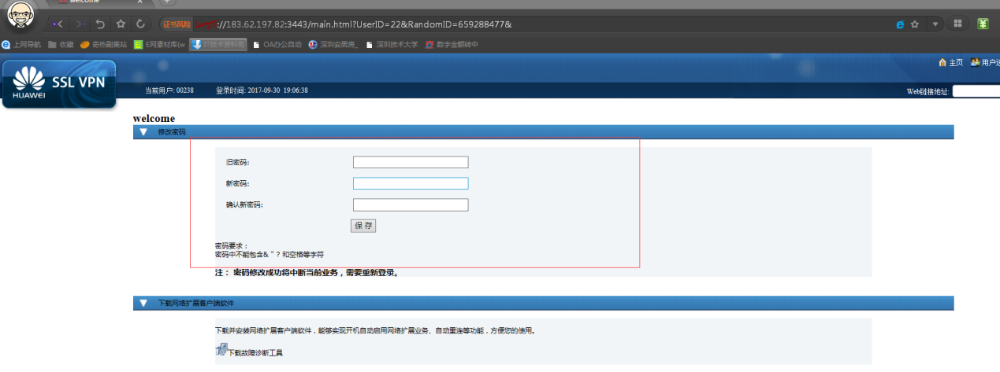 welcome
证书风险 ://183.62.197.82:3443/main.html?UserID=22&RandomID=659288477&
上网导航 收藏 奇热剧集站 E网素材库(w IT技术资料免 OA办公自动 深圳安居房_ 深圳技术大学 数字金额转中
主页
HUAWEI SSL VPN
当前用户: 00238 登录时间: 2017-09-30 19:06:38 Web链接地址:
welcome
修改密码
旧密码:
新密码:
确认新密码:
保 存
密码要求：
密码中不能包含& " ? 和空格等字符
注： 密码修改成功将中断当前业务，需要重新登录。
下载网络扩展客户端软件
下载并安装网络扩展客户端软件，能够实现开机自动启用网络扩展业务、自动重连等功能，方便您的使用。
下载故障诊断工具